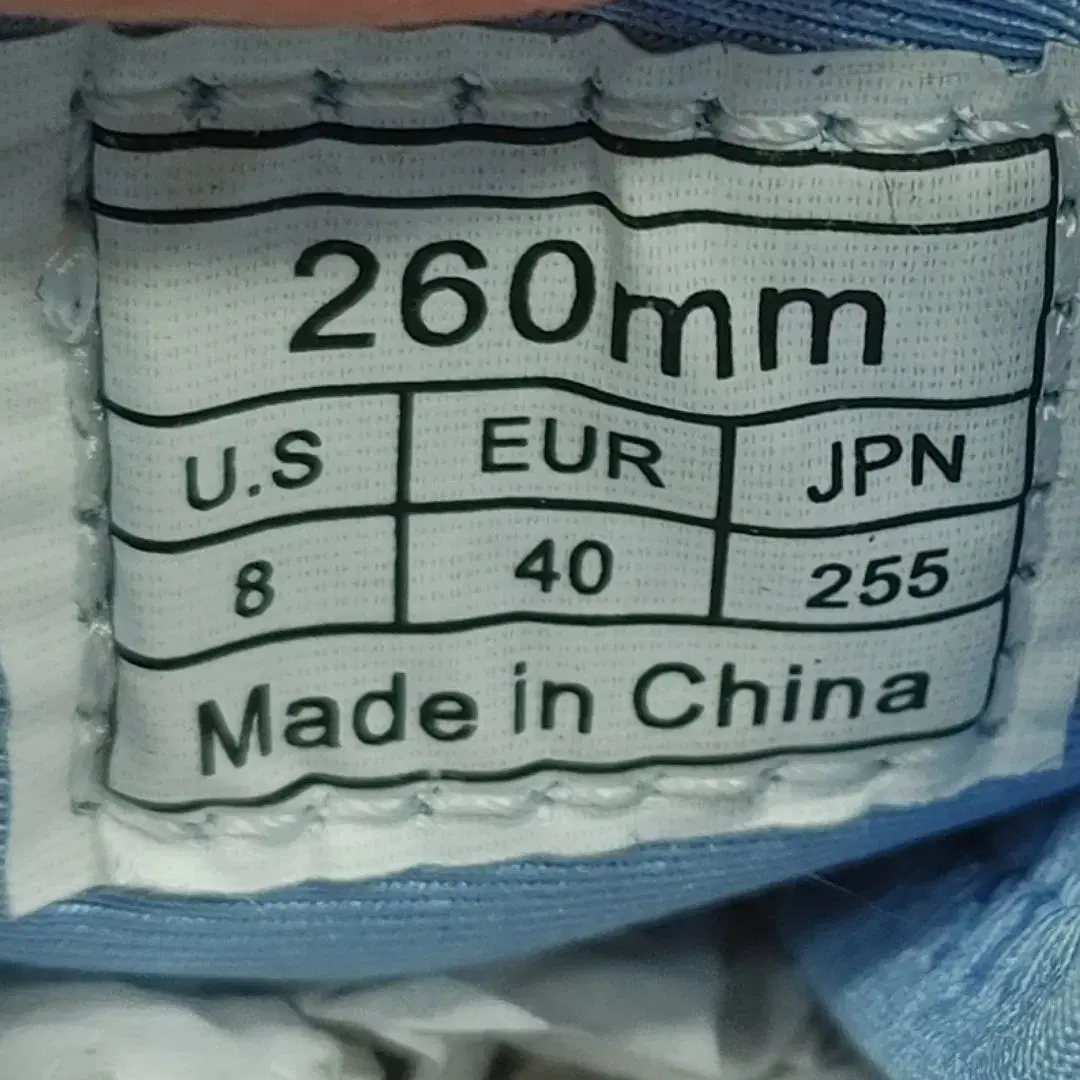 260mm
U.S EUR JPN
8 40 255
Made in China